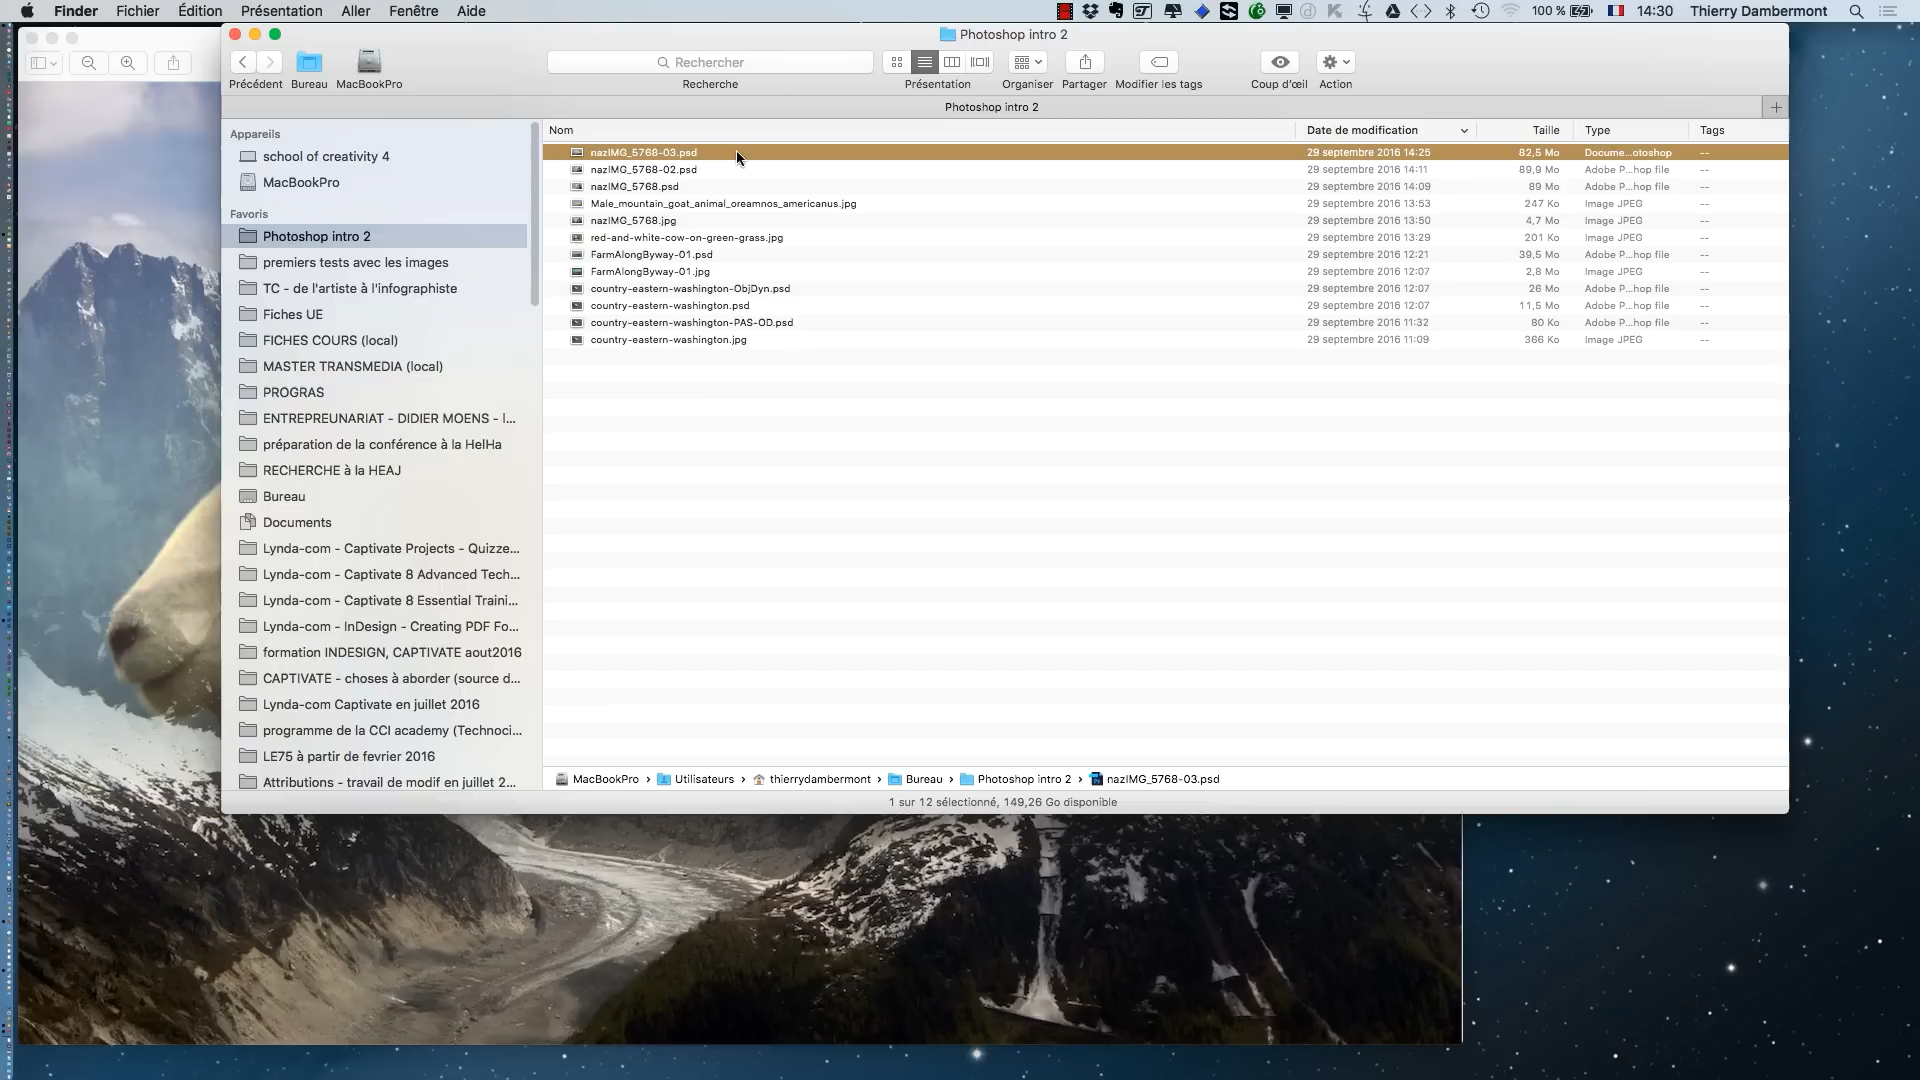 Finder Fichier Édition Présentation Aller Fenêtre Aide 100 % 14:30 Thierry Dambermont
Photoshop intro 2
Rechercher
Précédent Bureau MacBookPro Recherche Présentation Organiser Partager Modifier les tags Coup d'œil Action
Photoshop intro 2
Appareils
school of creativity 4
MacBookPro
Favoris
Photoshop intro 2
premiers tests avec les images
TC - de l'artiste à l'infographiste
Fiches UE
FICHES COURS (local)
MASTER TRANSMEDIA (local)
PROGRAS
ENTREPREUNARIAT - DIDIER MOENS - l...
préparation de la conférence à la HelHa
RECHERCHE à la HEAJ
Bureau
Documents
Lynda-com - Captivate Projects - Quizze...
Lynda-com - Captivate 8 Advanced Tech...
Lynda-com - Captivate 8 Essential Traini...
Lynda-com - InDesign - Creating PDF Fo...
formation INDESIGN, CAPTIVATE aout2016
CAPTIVATE - choses à aborder (source d...
Lynda-com Captivate en juillet 2016
programme de la CCI academy (Technoci...
LE75 à partir de fevrier 2016
Attributions - travail de modif en juillet 2...
Nom Date de modification Taille Type Tags
nazIMG_5768-03.psd 29 septembre 2016 14:25 82,5 Mo Docume...otoshop --
nazIMG_5768-02.psd 29 septembre 2016 14:11 89,9 Mo Adobe P...hop file --
nazIMG_5768.psd 29 septembre 2016 14:09 89 Mo Adobe P...hop file --
Male_mountain_goat_animal_oreamnos_americanus.jpg 29 septembre 2016 13:53 247 Ko Image JPEG --
nazIMG_5768.jpg 29 septembre 2016 13:50 4,7 Mo Image JPEG --
red-and-white-cow-on-green-grass.jpg 29 septembre 2016 13:29 201 Ko Image JPEG --
FarmAlongByway-01.psd 29 septembre 2016 12:21 39,5 Mo Adobe P...hop file --
FarmAlongByway-01.jpg 29 septembre 2016 12:07 2,8 Mo Image JPEG --
country-eastern-washington-ObjDyn.psd 29 septembre 2016 12:07 26 Mo Adobe P...hop file --
country-eastern-washington.psd 29 septembre 2016 12:07 11,5 Mo Adobe P...hop file --
country-eastern-washington-PAS-OD.psd 29 septembre 2016 11:32 80 Ko Adobe P...hop file --
country-eastern-washington.jpg 29 septembre 2016 11:09 366 Ko Image JPEG --
MacBookPro › Utilisateurs › thierrydambermont › Bureau › Photoshop intro 2 › nazIMG_5768-03.psd
1 sur 12 sélectionné, 149,26 Go disponible